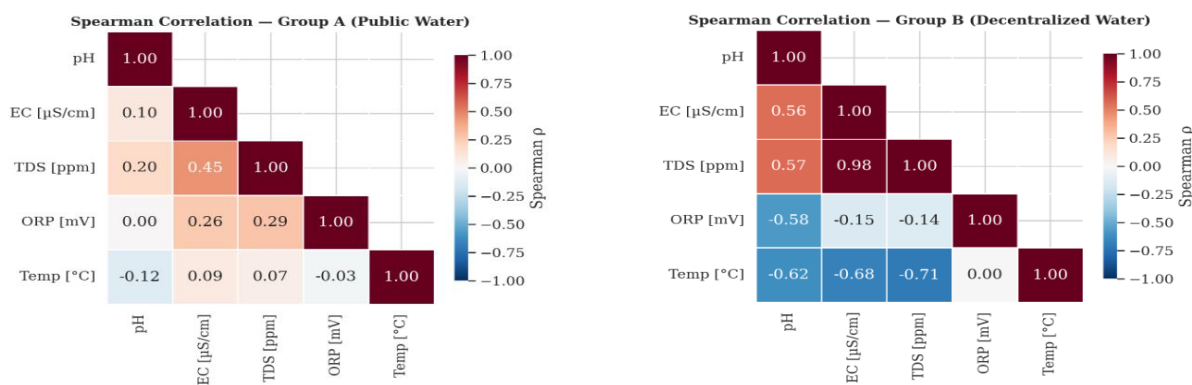 Spearman Correlation — Group A (Public Water)
pH 1.00
EC [µS/cm] 0.10 1.00
TDS [ppm] 0.20 0.45 1.00
ORP [mV] 0.00 0.26 0.29 1.00
Temp [°C] -0.12 0.09 0.07 -0.03 1.00
pH EC [µS/cm] TDS [ppm] ORP [mV] Temp [°C]
1.00
0.75
0.50
0.25
0.00
−0.25
−0.50
−0.75
−1.00
Spearman ρ
Spearman Correlation — Group B (Decentralized Water)
pH 1.00
EC [µS/cm] 0.56 1.00
TDS [ppm] 0.57 0.98 1.00
ORP [mV] -0.58 -0.15 -0.14 1.00
Temp [°C] -0.62 -0.68 -0.71 0.00 1.00
pH EC [µS/cm] TDS [ppm] ORP [mV] Temp [°C]
1.00
0.75
0.50
0.25
0.00
−0.25
−0.50
−0.75
−1.00
Spearman ρ